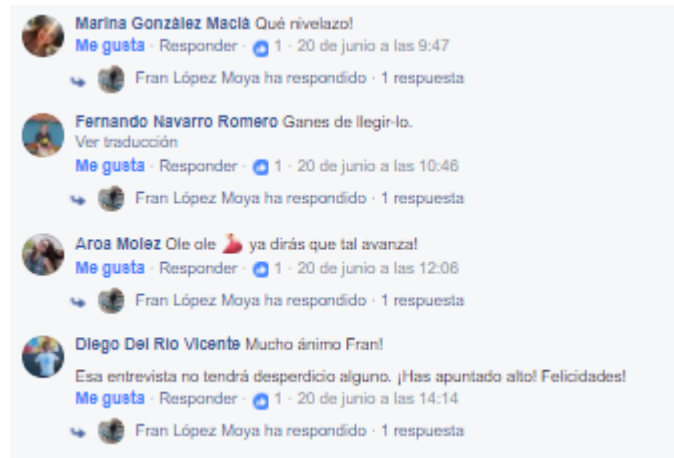 Marina González Maciá Qué nivelazo!
Me gusta · Responder · 1 · 20 de junio a las 9:47
Fran López Moya ha respondido · 1 respuesta
Fernando Navarro Romero Ganes de llegir-lo.
Ver traducción
Me gusta · Responder · 1 · 20 de junio a las 10:46
Fran López Moya ha respondido · 1 respuesta
Aroa Molez Ole ole 💃 ya dirás que tal avanza!
Me gusta · Responder · 1 · 20 de junio a las 12:06
Fran López Moya ha respondido · 1 respuesta
Diego Del Rio Vicente Mucho ánimo Fran!
Esa entrevista no tendrá desperdicio alguno. ¡Has apuntado alto! Felicidades!
Me gusta · Responder · 1 · 20 de junio a las 14:14
Fran López Moya ha respondido · 1 respuesta